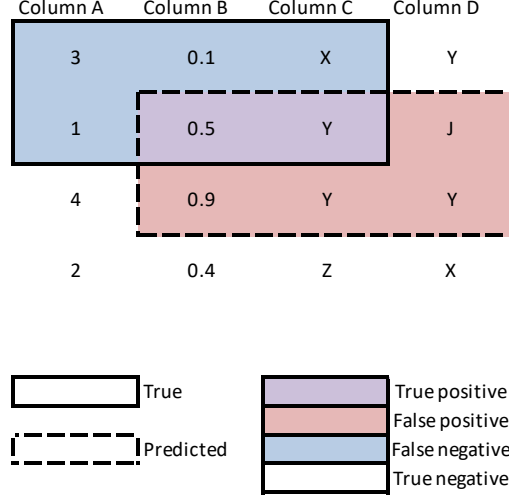 Column A Column B Column C Column D
3 0.1 X Y
1 0.5 Y J
4 0.9 Y Y
2 0.4 Z X
True True positive
False positive
Predicted False negative
True negative